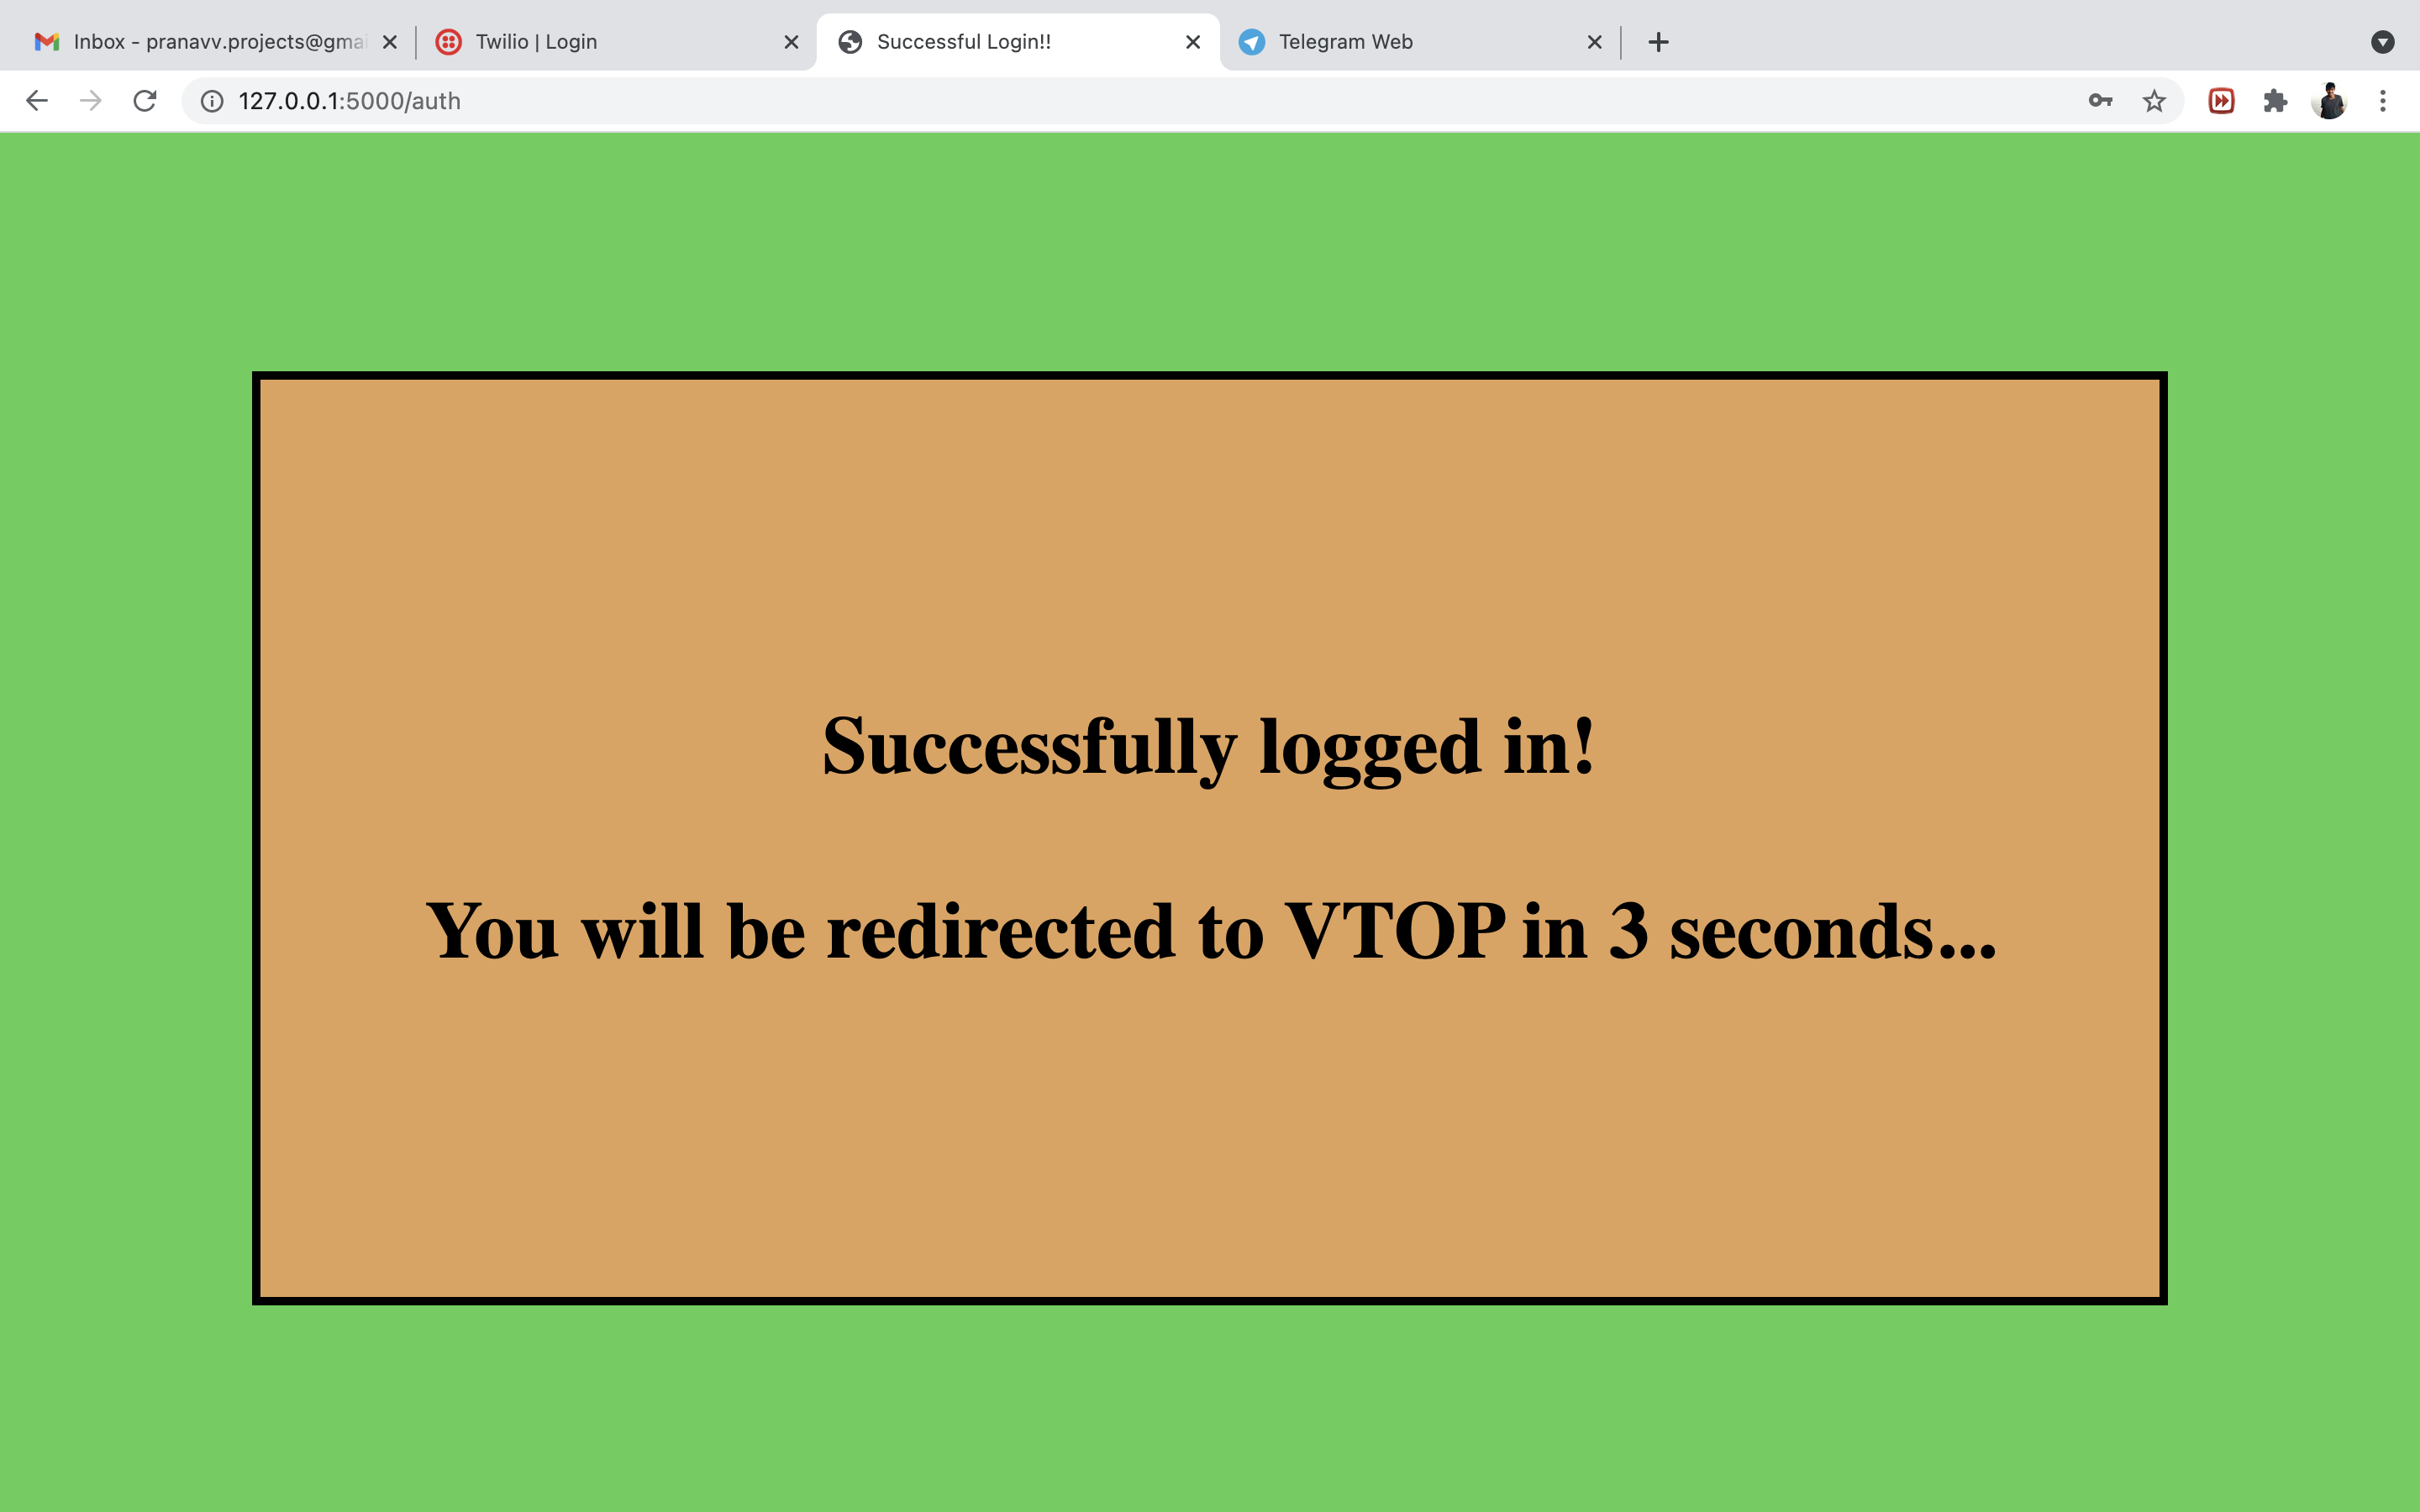 Inbox - pranavv.projects@gmai
Twilio | Login
Successful Login!!
Telegram Web
127.0.0.1:5000/auth
Successfully logged in!
You will be redirected to VTOP in 3 seconds...